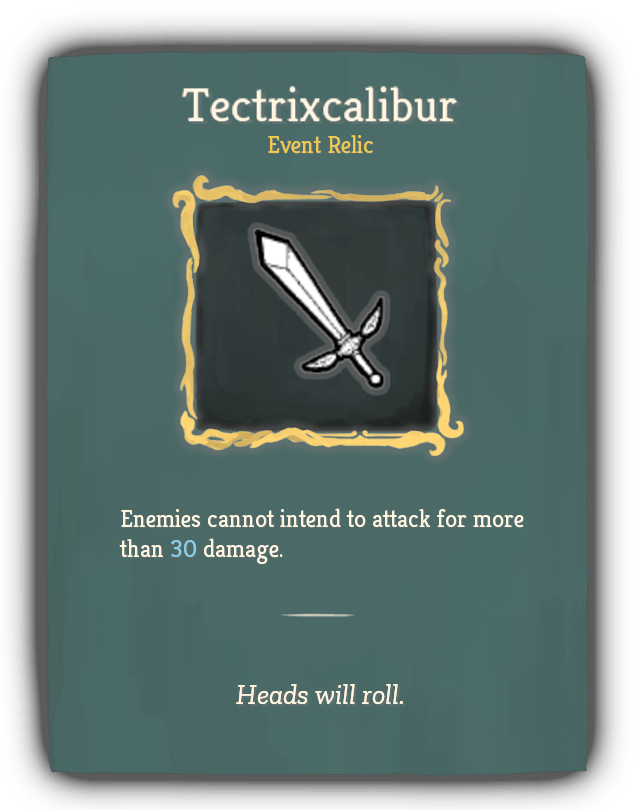 Tectrixcalibur
Event Relic
Enemies cannot intend to attack for more
than 30 damage.
Heads will roll.